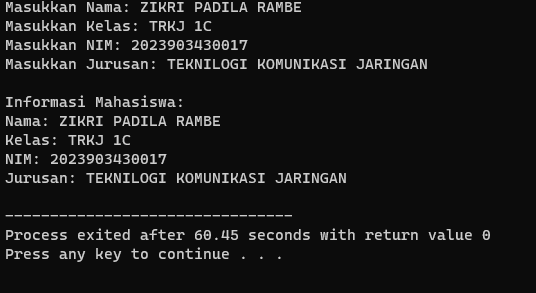 Masukkan Nama: ZIKRI PADILA RAMBE
Masukkan Kelas: TRKJ 1C
Masukkan NIM: 2023903430017
Masukkan Jurusan: TEKNILOGI KOMUNIKASI JARINGAN

Informasi Mahasiswa:
Nama: ZIKRI PADILA RAMBE
Kelas: TRKJ 1C
NIM: 2023903430017
Jurusan: TEKNILOGI KOMUNIKASI JARINGAN

--------------------------------
Process exited after 60.45 seconds with return value 0
Press any key to continue . . .